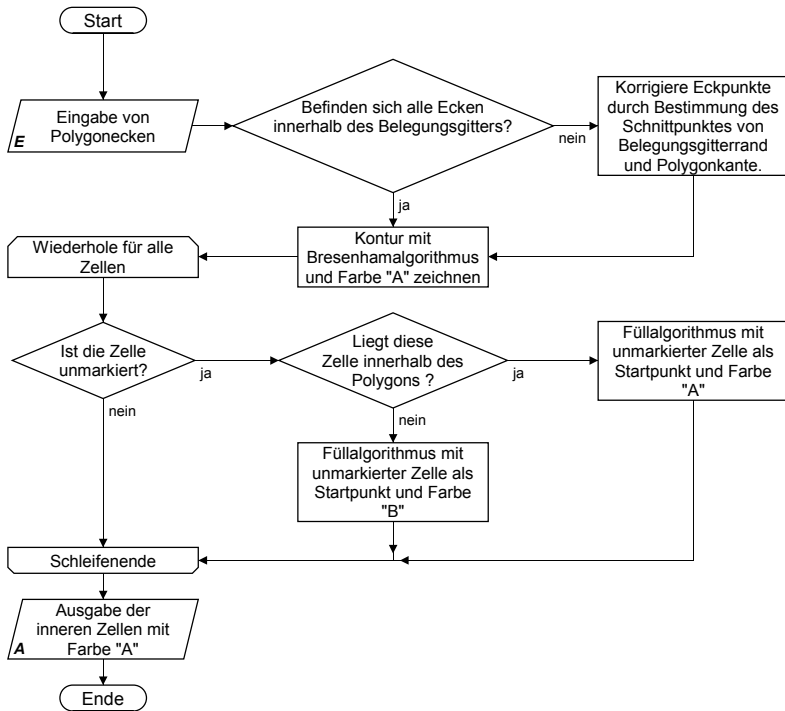 Start
Eingabe von
Polygonecken
E
Befinden sich alle Ecken
innerhalb des Belegungsgitters?
nein
Korrigiere Eckpunkte
durch Bestimmung des
Schnittpunktes von
Belegungsgitterrand
und Polygonkante.
ja
Kontur mit
Bresenhamalgorithmus
und Farbe "A" zeichnen
Wiederhole für alle
Zellen
Ist die Zelle
unmarkiert?
ja
nein
Liegt diese
Zelle innerhalb des
Polygons ?
ja
nein
Füllalgorithmus mit
unmarkierter Zelle als
Startpunkt und Farbe
"A"
Füllalgorithmus mit
unmarkierter Zelle als
Startpunkt und Farbe
"B"
Schleifenende
Ausgabe der
inneren Zellen mit
Farbe "A"
A
Ende